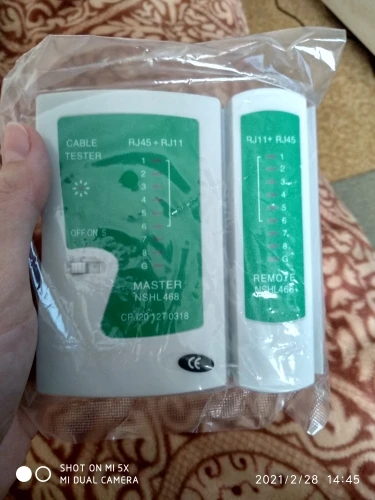 CABLE
TESTER
RJ45 + RJ11
1
2
3
4
5
6
7
8
G
OFF ON S
MASTER
NSHL468
CE
RJ11+ RJ45
1
2
3
4
5
6
7
8
G
REMOTE
NSHL468
SHOT ON MI 5X
MI DUAL CAMERA
2021/2/28 14:45